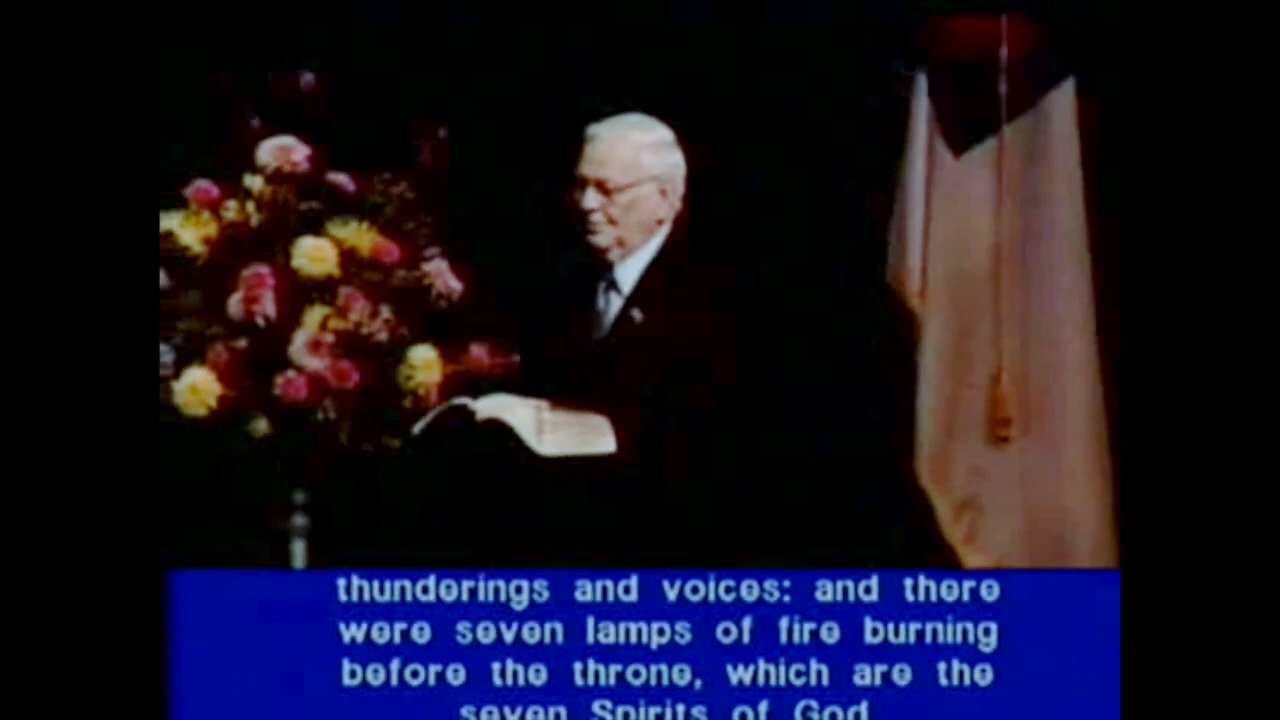 thunderings and voices: and there
were seven lamps of fire burning
before the throne, which are the
seven Spirits of God